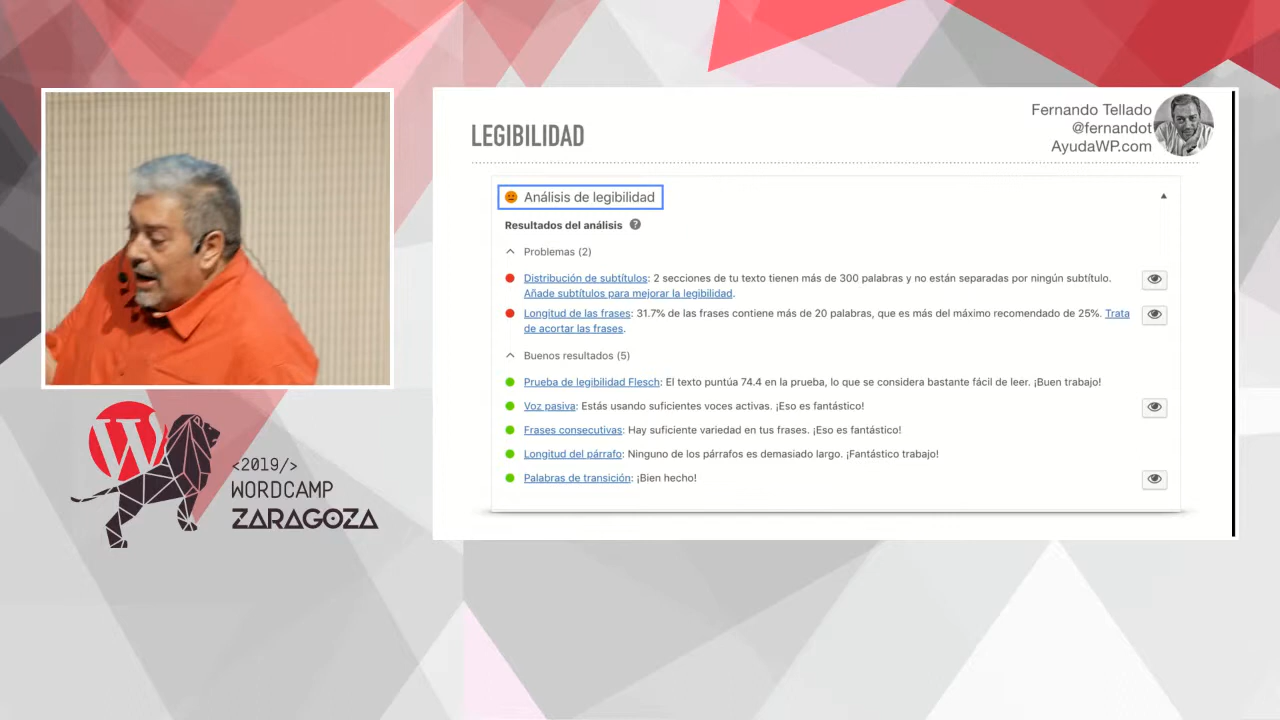 LEGIBILIDAD
Fernando Tellado
@fernandot
AyudaWP.com
Análisis de legibilidad
Resultados del análisis
Problemas (2)
Distribución de subtítulos: 2 secciones de tu texto tienen más de 300 palabras y no están separadas por ningún subtítulo.
Añade subtítulos para mejorar la legibilidad.
Longitud de las frases: 31.7% de las frases contiene más de 20 palabras, que es más del máximo recomendado de 25%. Trata
de acortar las frases.
Buenos resultados (5)
Prueba de legibilidad Flesch: El texto puntúa 74.4 en la prueba, lo que se considera bastante fácil de leer. ¡Buen trabajo!
Voz pasiva: Estás usando suficientes voces activas. ¡Eso es fantástico!
Frases consecutivas: Hay suficiente variedad en tus frases. ¡Eso es fantástico!
Longitud del párrafo: Ninguno de los párrafos es demasiado largo. ¡Fantástico trabajo!
Palabras de transición: ¡Bien hecho!
<2019/>
WORDCAMP
ZARAGOZA